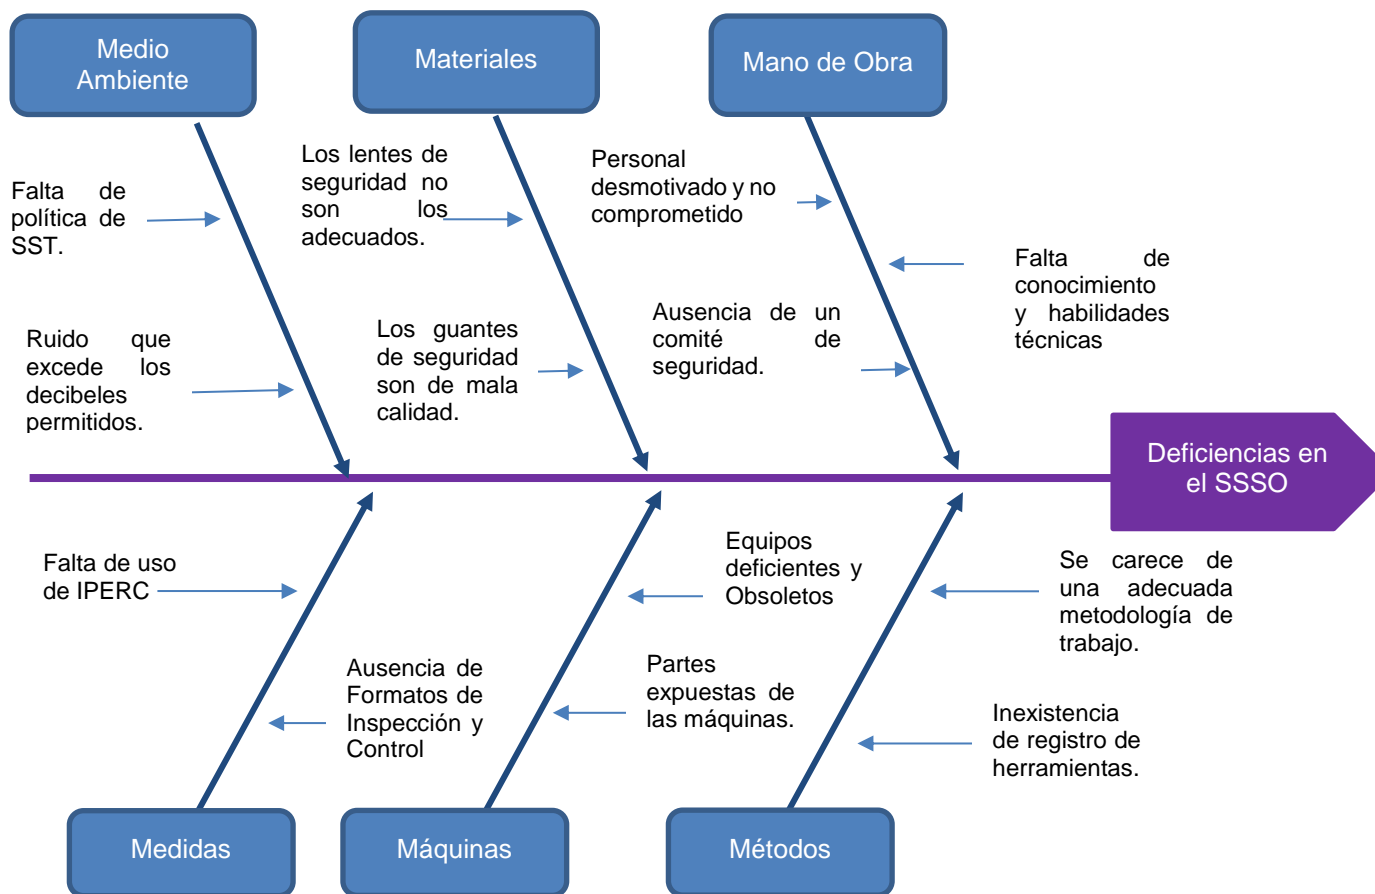 Medio
Ambiente
Materiales
Mano de Obra
Falta de
política de
SST.
Los lentes de
seguridad no
son los
adecuados.
Personal
desmotivado y no
comprometido
Falta de
conocimiento
y habilidades
técnicas
Ruido que
excede los
decibeles
permitidos.
Los guantes
de seguridad
son de mala
calidad.
Ausencia de un
comité de
seguridad.
Deficiencias en
el SSSO
Falta de uso
de IPERC
Equipos
deficientes y
Obsoletos
Se carece de
una adecuada
metodología de
trabajo.
Ausencia de
Formatos de
Inspección y
Control
Partes
expuestas de
las máquinas.
Inexistencia
de registro de
herramientas.
Medidas
Máquinas
Métodos